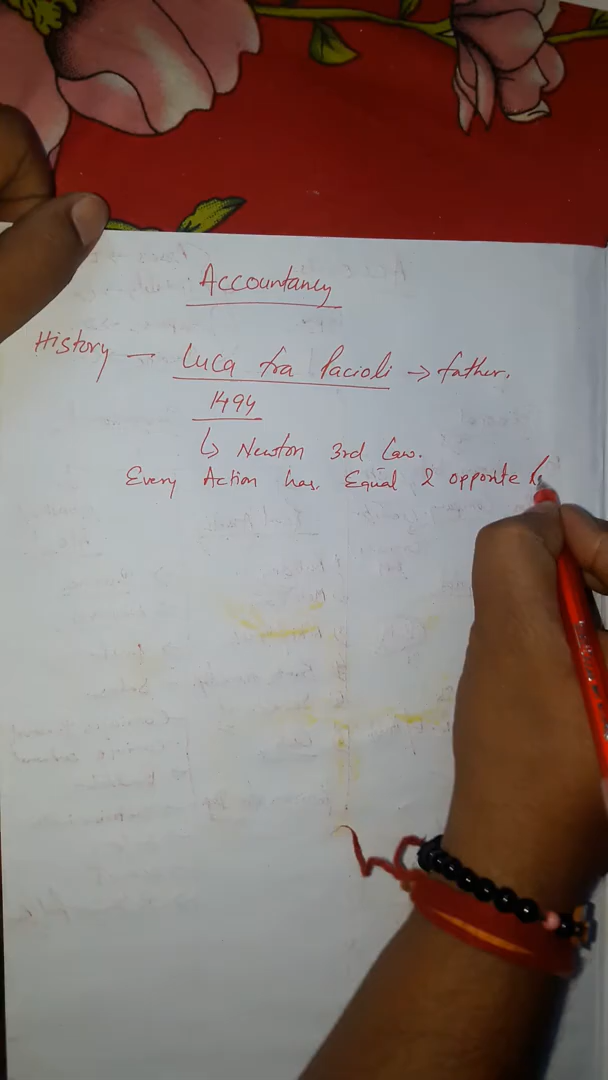 Accountancy
History — Luca fra Pacioli → father.
1494
↳ Newton 3rd Law.
Every Action has Equal & opposite